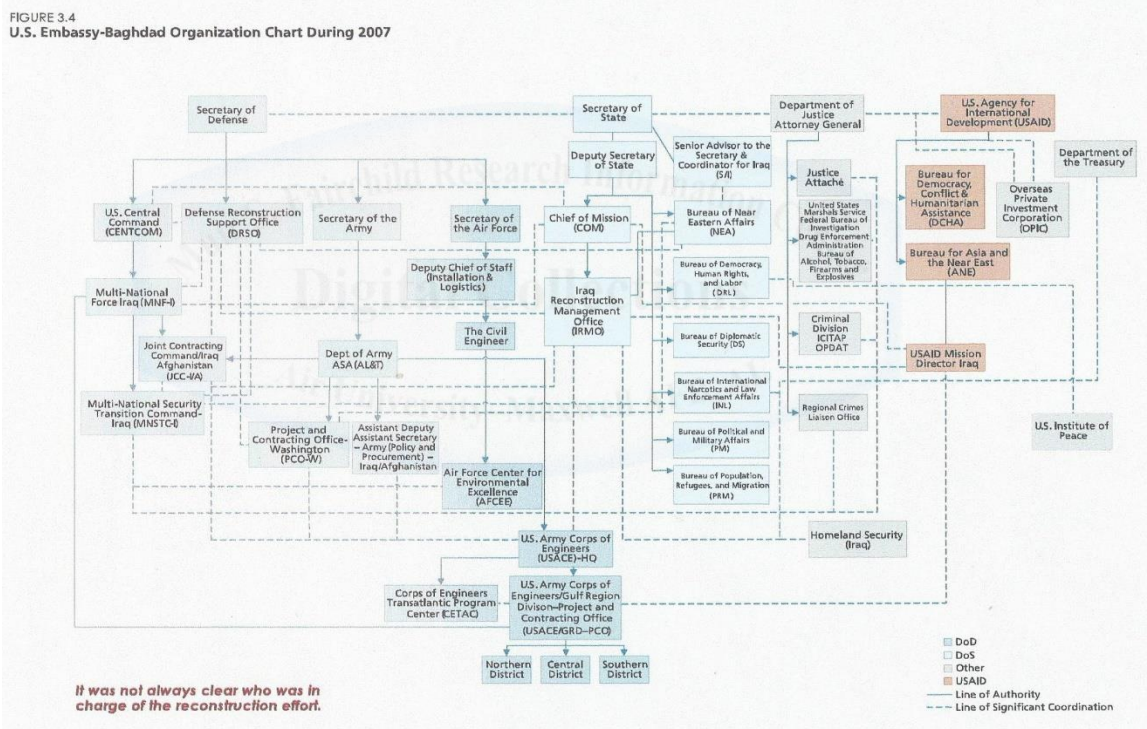 FIGURE 3.4
U.S. Embassy-Baghdad Organization Chart During 2007
Secretary of
Defense
Secretary of
State
Department of
Justice
Attorney General
U.S. Agency for
International
Development (USAID)
Deputy Secretary
of State
Senior Advisor to the
Secretary &
Coordinator for Iraq
(S/I)
Department of
the Treasury
Justice
Attaché
Bureau for
Democracy,
Conflict &
Humanitarian
Assistance
(DCHA)
Overseas
Private
Investment
Corporation
(OPIC)
U.S. Central
Command
(CENTCOM)
Defense Reconstruction
Support Office
(DRSO)
Secretary of the
Army
Secretary of
the Air Force
Chief of Mission
(COM)
Bureau of Near
Eastern Affairs
(NEA)
United States
Marshals Service
Federal Bureau of
Investigation
Drug Enforcement
Administration
Bureau of
Alcohol, Tobacco,
Firearms and
Explosives
Bureau for Asia and
the Near East
(ANE)
Deputy Chief of Staff
(Installation &
Logistics)
Bureau of Democracy,
Human Rights,
and Labor
(DRL)
Multi-National
Force Iraq (MNF-I)
Iraq
Reconstruction
Management
Office
(IRMO)
The Civil
Engineer
Criminal
Division
ICITAP
OPDAT
Joint Contracting
Command/Iraq
Afghanistan
(JCC-I/A)
Dept of Army
ASA (AL&T)
Bureau of Diplomatic
Security (DS)
USAID Mission
Director Iraq
Multi-National Security
Transition Command-
Iraq (MNSTC-I)
Bureau of International
Narcotics and Law
Enforcement Affairs
(INL)
Regional Crimes
Liaison Office
Project and
Contracting Office-
Washington
(PCO-W)
Assistant Deputy
Assistant Secretary
– Army (Policy and
Procurement) –
Iraq/Afghanistan
Bureau of Political and
Military Affairs
(PM)
U.S. Institute of
Peace
Air Force Center for
Environmental
Excellence
(AFCEE)
Bureau of Population,
Refugees, and Migration
(PRM)
U.S. Army Corps of
Engineers
(USACE)-HQ
Homeland Security
(Iraq)
Corps of Engineers
Transatlantic Program
Center (CETAC)
U.S. Army Corps of
Engineers/Gulf Region
Divison–Project and
Contracting Office
(USACE/GRD–PCO)
Northern
District
Central
District
Southern
District
It was not always clear who was in
charge of the reconstruction effort.
DoD
DoS
Other
USAID
Line of Authority
Line of Significant Coordination